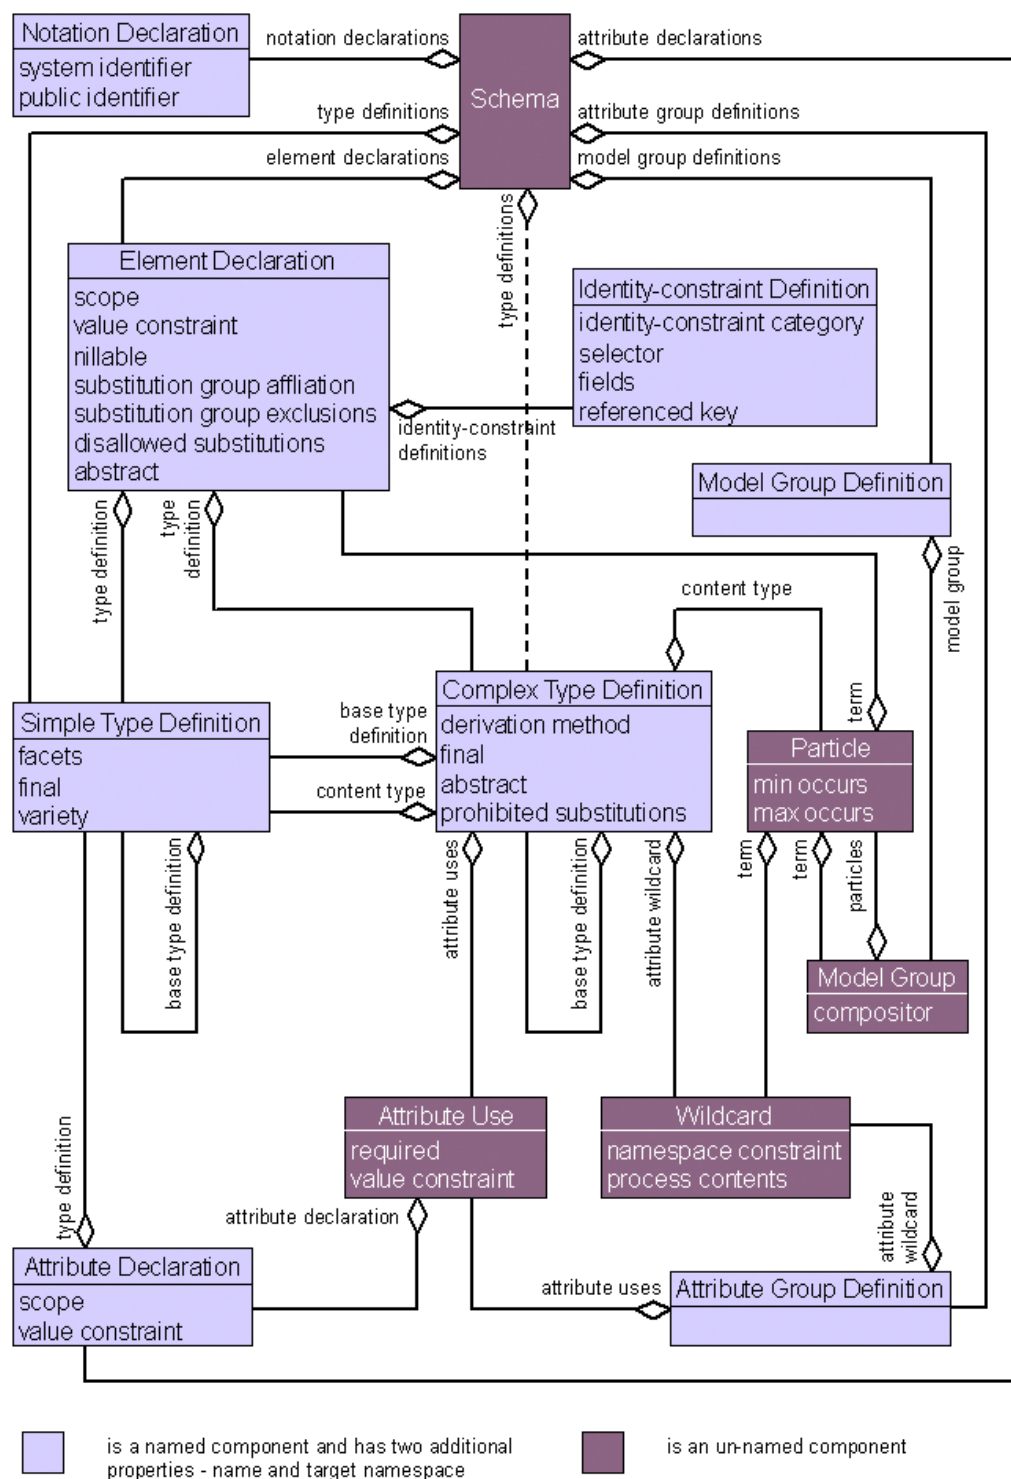 Notation Declaration
system identifier
public identifier
notation declarations
attribute declarations
Schema
type definitions
attribute group definitions
element declarations
model group definitions
type definitions
Element Declaration
scope
value constraint
nillable
substitution group affliation
substitution group exclusions
disallowed substitutions
abstract
Identity-constraint Definition
identity-constraint category
selector
fields
referenced key
identity-constraint
definitions
Model Group Definition
type definition
type
definition
model group
content type
term
Simple Type Definition
facets
final
variety
base type
definition
content type
Complex Type Definition
derivation method
final
abstract
prohibited substitutions
Particle
min occurs
max occurs
base type definition
attribute uses
base type definition
attribute wildcard
term
term
particles
Model Group
compositor
Attribute Use
required
value constraint
Wildcard
namespace constraint
process contents
type definition
attribute declaration
attribute
wildcard
Attribute Declaration
scope
value constraint
attribute uses
Attribute Group Definition
is a named component and has two additional
properties - name and target namespace
is an un-named component